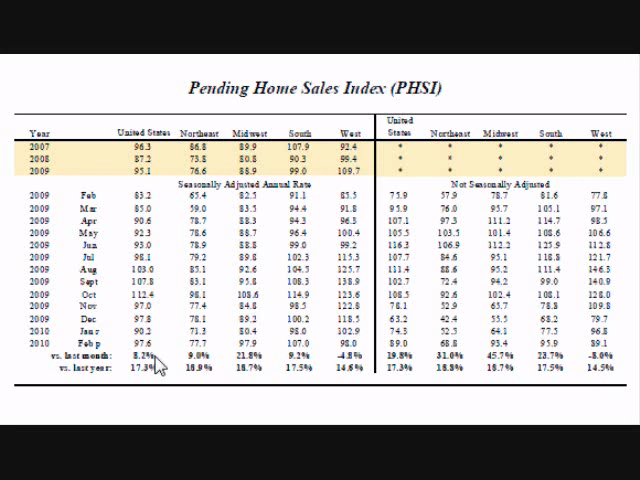 Pending Home Sales Index (PHSI)
United
Year United States Northeast Midwest South West States Northeast Midwest South West
2007 96.3 86.8 89.9 107.9 92.4 * * * * *
2008 87.2 73.8 80.8 90.3 99.4 * * * * *
2009 95.1 76.6 88.9 99.0 109.7 * * * * *
Seasonally Adjusted Annual Rate Not Seasonally Adjusted
2009 Feb 83.2 65.4 82.5 91.1 85.5 75.9 57.9 78.7 81.6 77.8
2009 Mar 85.0 59.0 83.5 94.4 91.8 95.9 76.0 95.7 105.1 97.1
2009 Apr 90.6 78.7 88.3 94.3 96.3 107.1 97.3 111.2 114.7 98.5
2009 May 92.3 78.6 88.7 96.4 100.4 105.5 103.5 101.4 108.6 106.6
2009 Jun 93.0 78.9 88.8 99.0 99.2 116.3 106.9 112.2 125.9 112.8
2009 Jul 98.1 79.2 89.8 102.3 115.3 107.7 84.6 95.1 118.8 121.7
2009 Aug 103.0 85.1 92.6 104.5 125.7 111.4 88.6 95.2 111.4 146.3
2009 Sept 107.8 83.1 95.8 108.3 138.9 102.7 72.4 94.2 99.0 140.9
2009 Oct 112.4 98.1 108.6 114.9 123.6 108.5 92.6 102.4 108.1 128.0
2009 Nov 97.0 77.4 84.8 98.5 122.8 78.1 52.9 65.7 78.8 109.8
2009 Dec 97.8 78.1 89.2 100.2 118.5 63.2 42.4 55.5 68.2 79.7
2010 Jan r 90.2 71.3 80.4 98.0 102.9 74.3 52.5 64.1 77.5 96.8
2010 Feb p 97.6 77.7 97.9 107.0 98.0 89.0 68.8 93.4 95.9 89.1
vs. last month: 8.2% 9.0% 21.8% 9.2% -4.8% 19.8% 31.0% 45.7% 23.7% -8.0%
vs. last year: 17.3% 18.9% 18.7% 17.5% 14.6% 17.3% 18.8% 18.7% 17.5% 14.5%